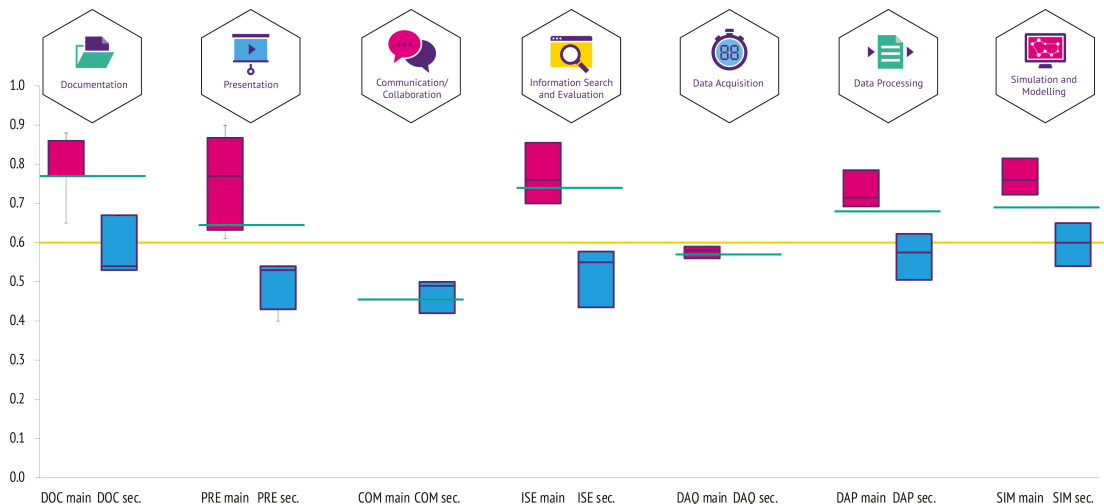 Documentation
Presentation
Communication/
Collaboration
Information Search
and Evaluation
88
Data Acquisition
Data Processing
Simulation and
Modelling
1.0
0.9
0.8
0.7
0.6
0.5
0.4
0.3
0.2
0.1
0.0
DOC main DOC sec.
PRE main PRE sec.
COM main COM sec.
ISE main ISE sec.
DAQ main DAQ sec.
DAP main DAP sec.
SIM main SIM sec.